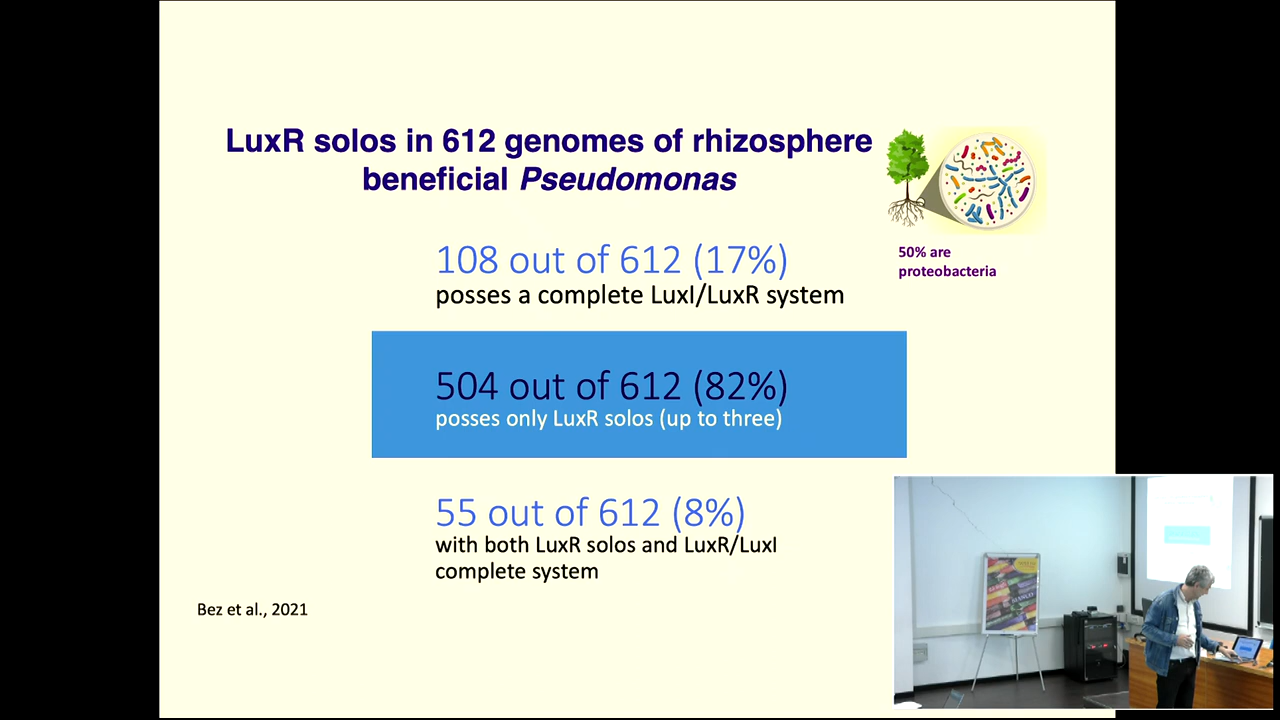 LuxR solos in 612 genomes of rhizosphere
beneficial Pseudomonas
50% are
proteobacteria
108 out of 612 (17%)
posses a complete LuxI/LuxR system
504 out of 612 (82%)
posses only LuxR solos (up to three)
55 out of 612 (8%)
with both LuxR solos and LuxR/LuxI
complete system
Bez et al., 2021